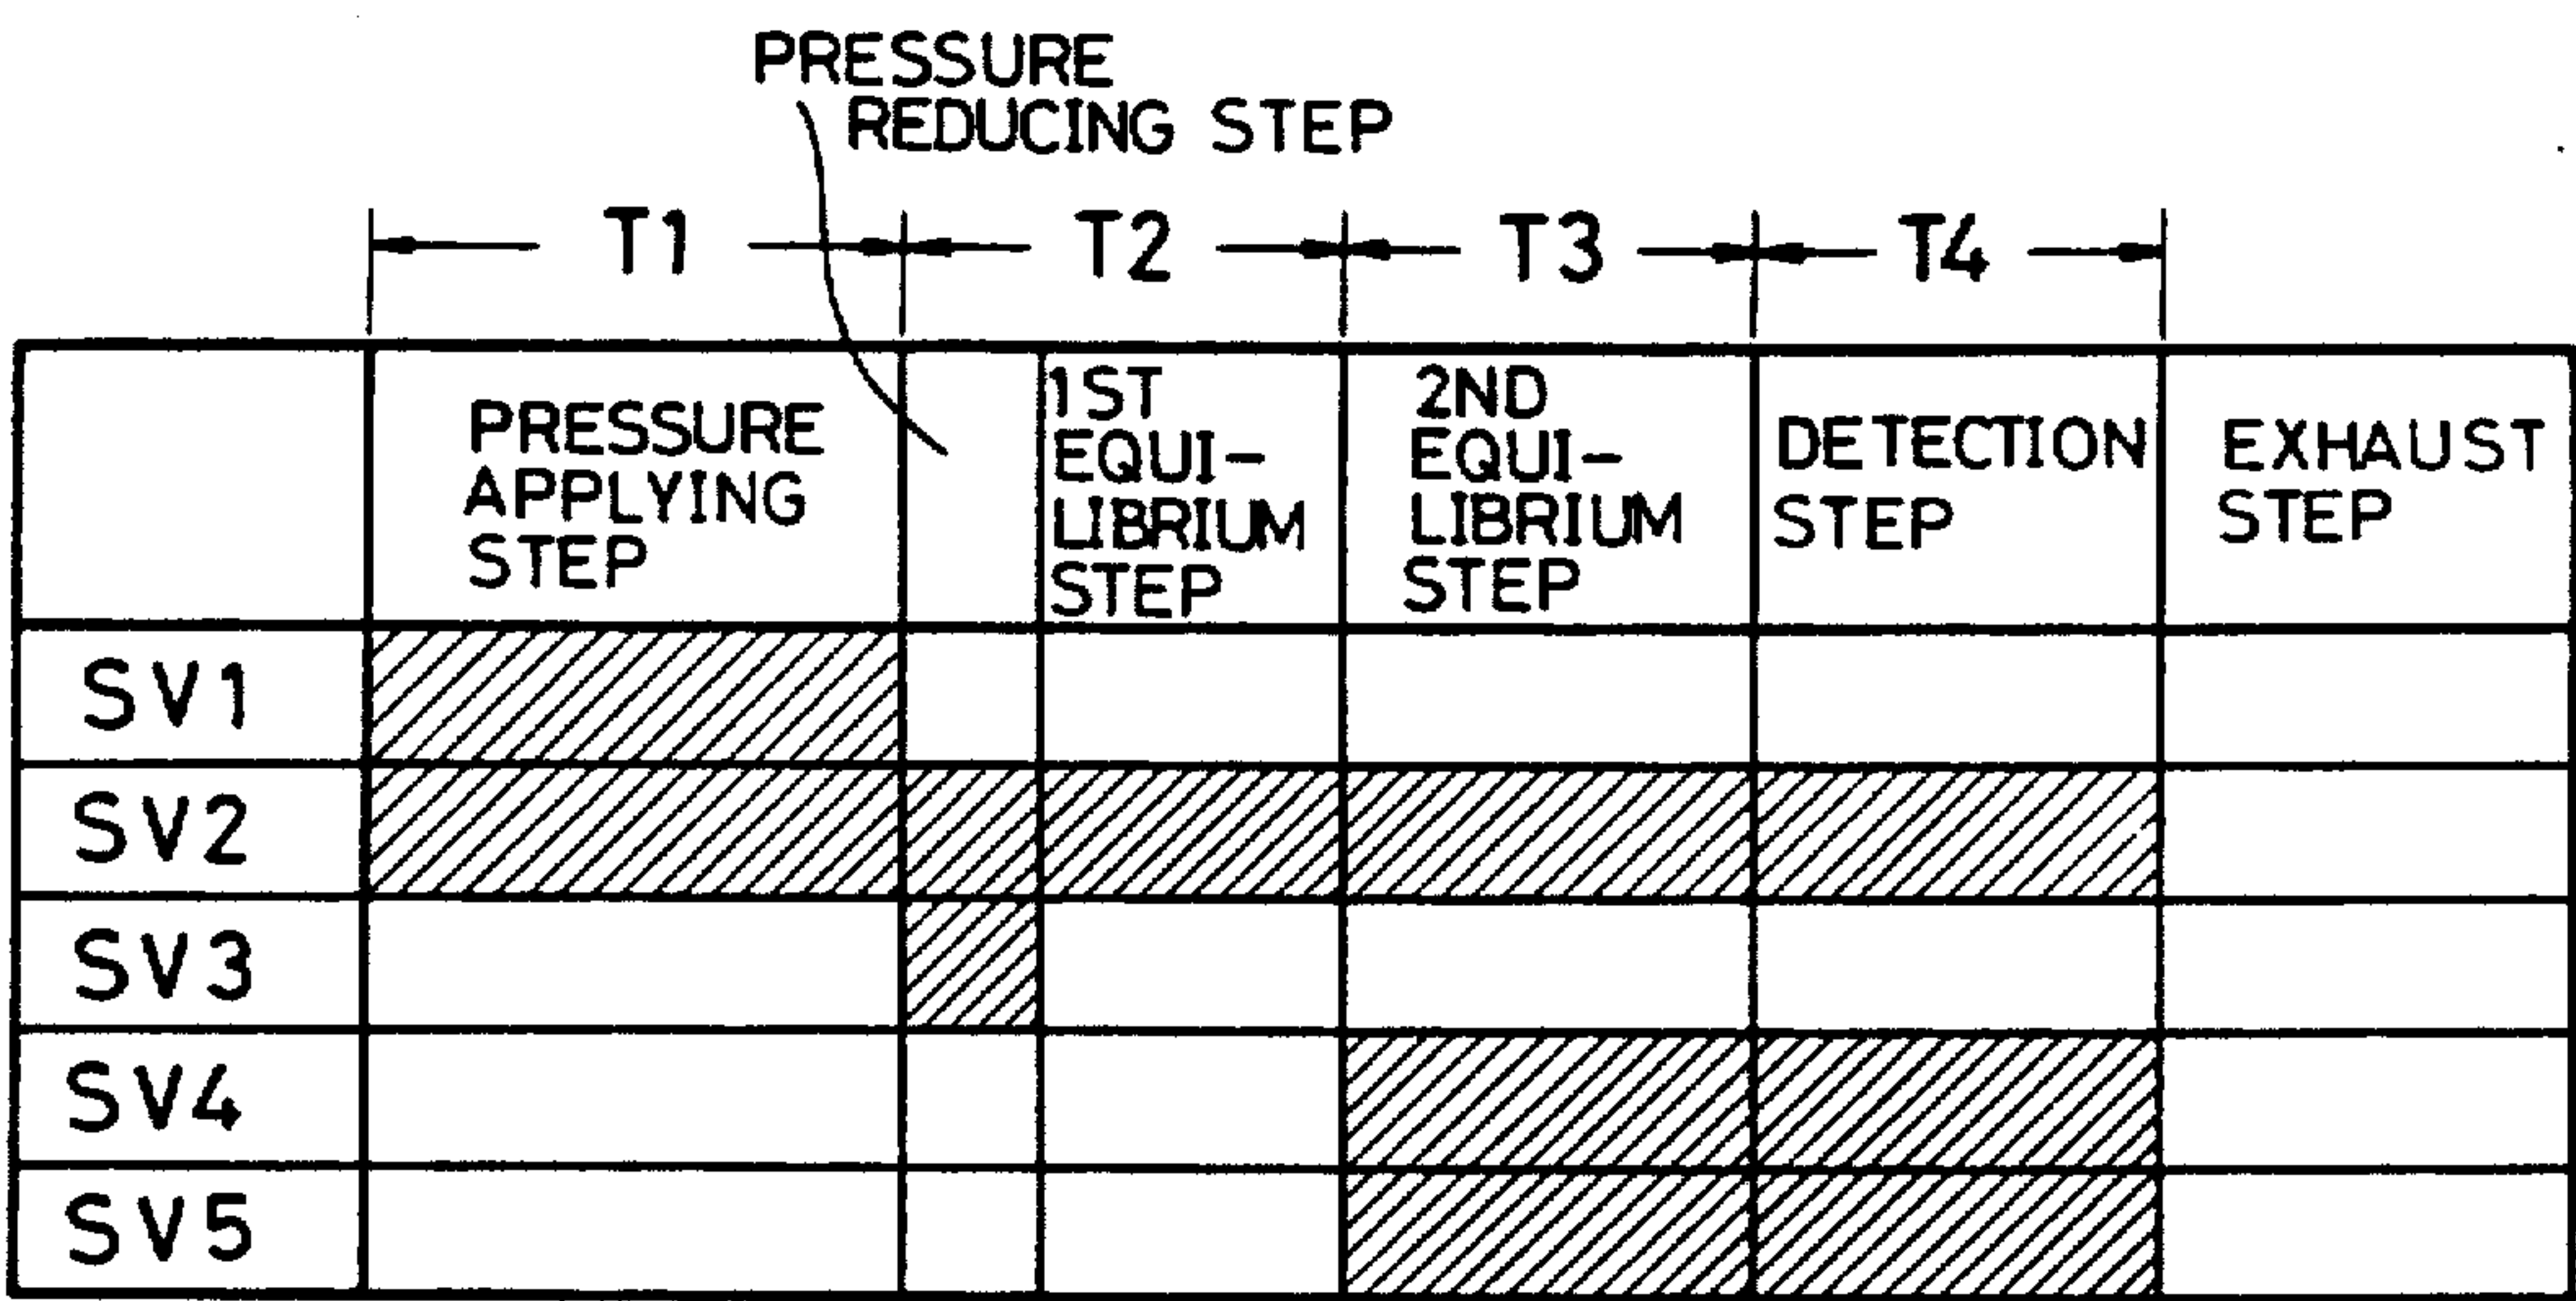 PRESSURE
REDUCING STEP
T1 T2 T3 T4
PRESSURE
APPLYING
STEP
1ST
EQUI-
LIBRIUM
STEP
2ND
EQUI-
LIBRIUM
STEP
DETECTION
STEP
EXHAUST
STEP
SV1
SV2
SV3
SV4
SV5